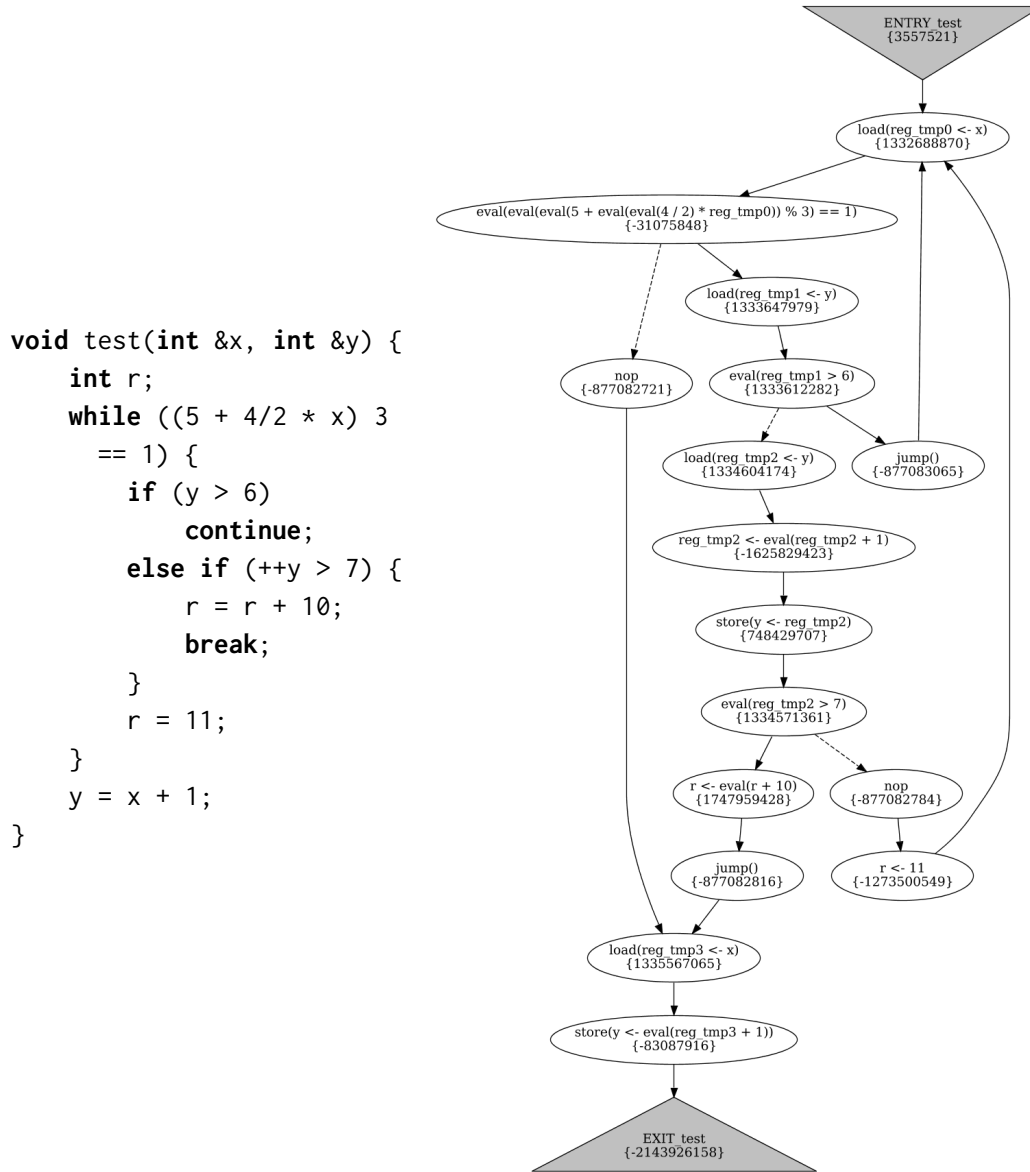 void test(int &x, int &y) {
    int r;
    while ((5 + 4/2 * x) 3
      == 1) {
        if (y > 6)
            continue;
        else if (++y > 7) {
            r = r + 10;
            break;
        }
        r = 11;
    }
    y = x + 1;
}
ENTRY_test
{3557521}
load(reg_tmp0 <- x)
{1332688870}
eval(eval(eval(5 + eval(eval(4 / 2) * reg_tmp0)) % 3) == 1)
{-31075848}
load(reg_tmp1 <- y)
{1333647979}
nop
{-877082721}
eval(reg_tmp1 > 6)
{1333612282}
load(reg_tmp2 <- y)
{1334604174}
jump()
{-877083065}
reg_tmp2 <- eval(reg_tmp2 + 1)
{-1625829423}
store(y <- reg_tmp2)
{748429707}
eval(reg_tmp2 > 7)
{1334571361}
r <- eval(r + 10)
{1747959428}
nop
{-877082784}
jump()
{-877082816}
r <- 11
{-1273500549}
load(reg_tmp3 <- x)
{1335567065}
store(y <- eval(reg_tmp3 + 1))
{-83087916}
EXIT_test
{-2143926158}